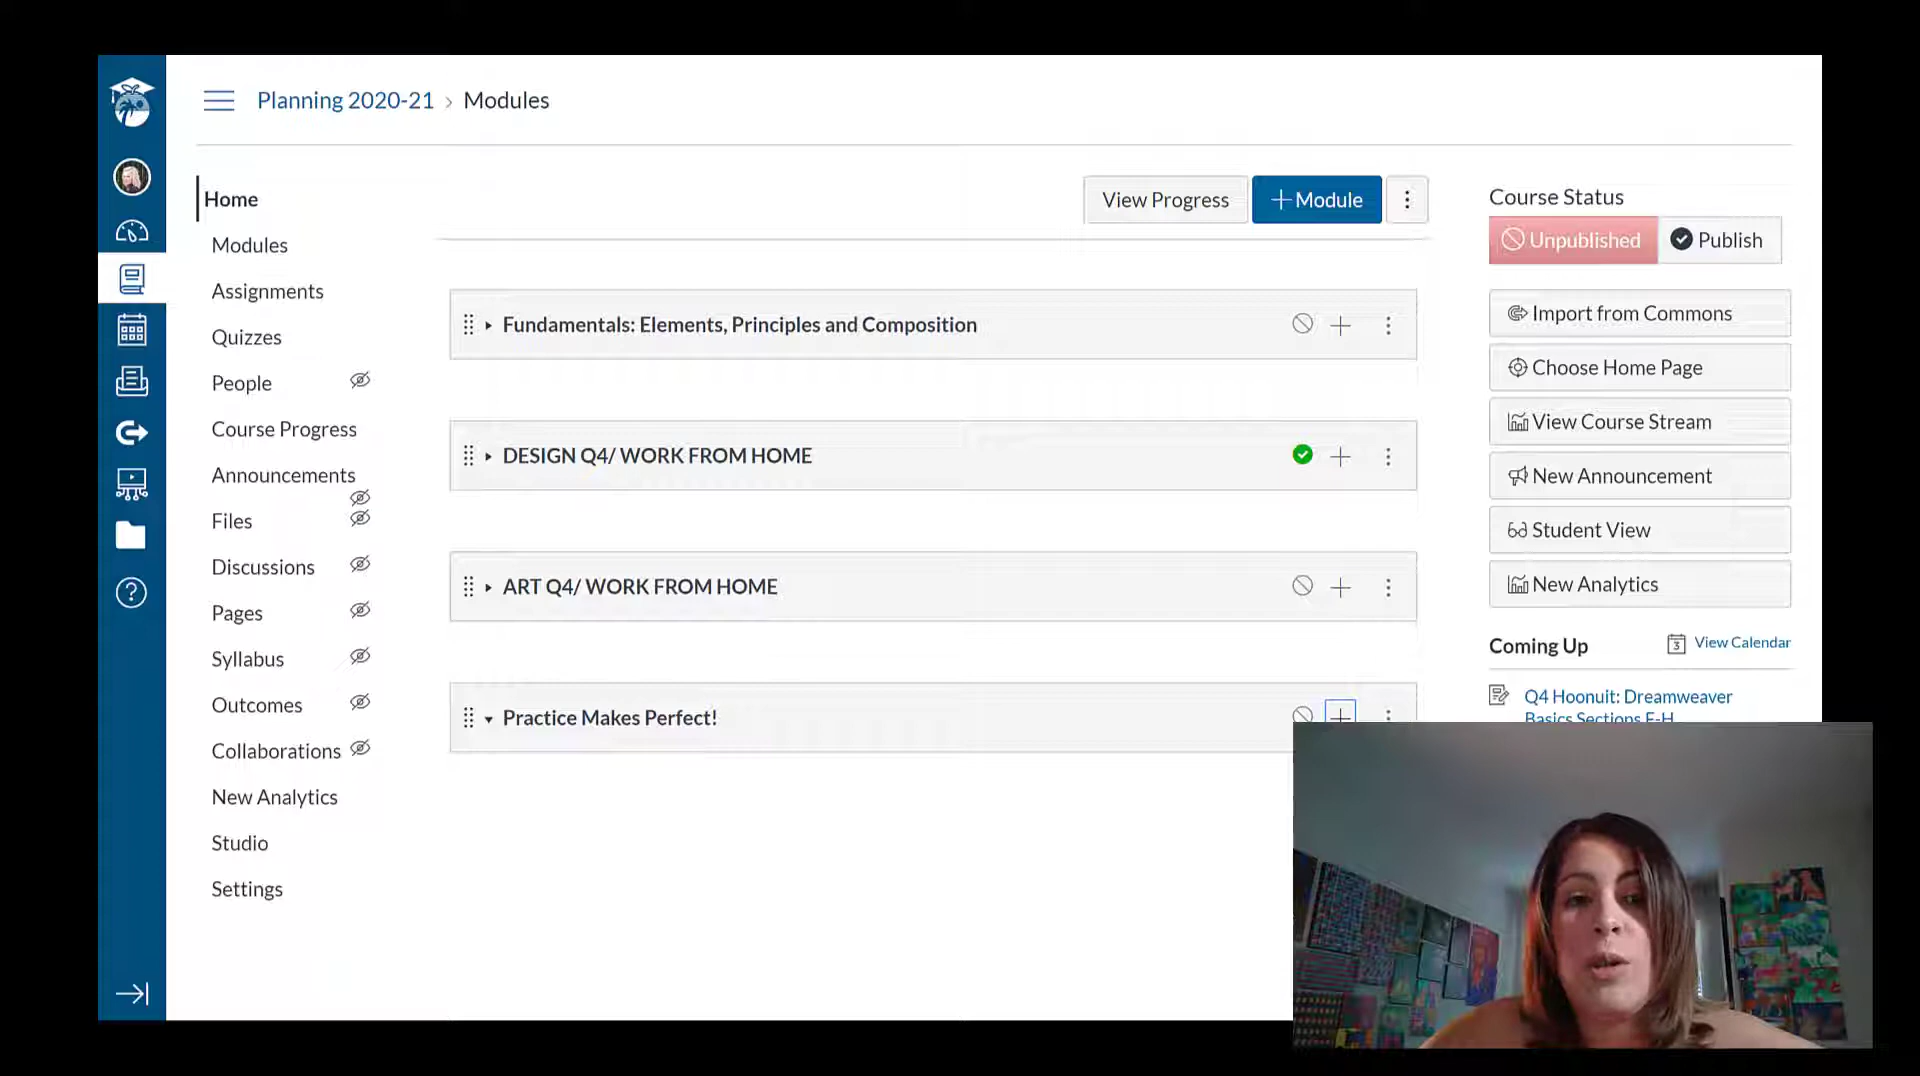 Planning 2020-21 › Modules
Home
Modules
Assignments
Quizzes
People
Course Progress
Announcements
Files
Discussions
Pages
Syllabus
Outcomes
Collaborations
New Analytics
Studio
Settings
View Progress
+ Module
Fundamentals: Elements, Principles and Composition
DESIGN Q4/ WORK FROM HOME
ART Q4/ WORK FROM HOME
Practice Makes Perfect!
Course Status
Unpublished
Publish
Import from Commons
Choose Home Page
View Course Stream
New Announcement
Student View
New Analytics
Coming Up
3 View Calendar
Q4 Hoonuit: Dreamweaver
Basics Sections E-H